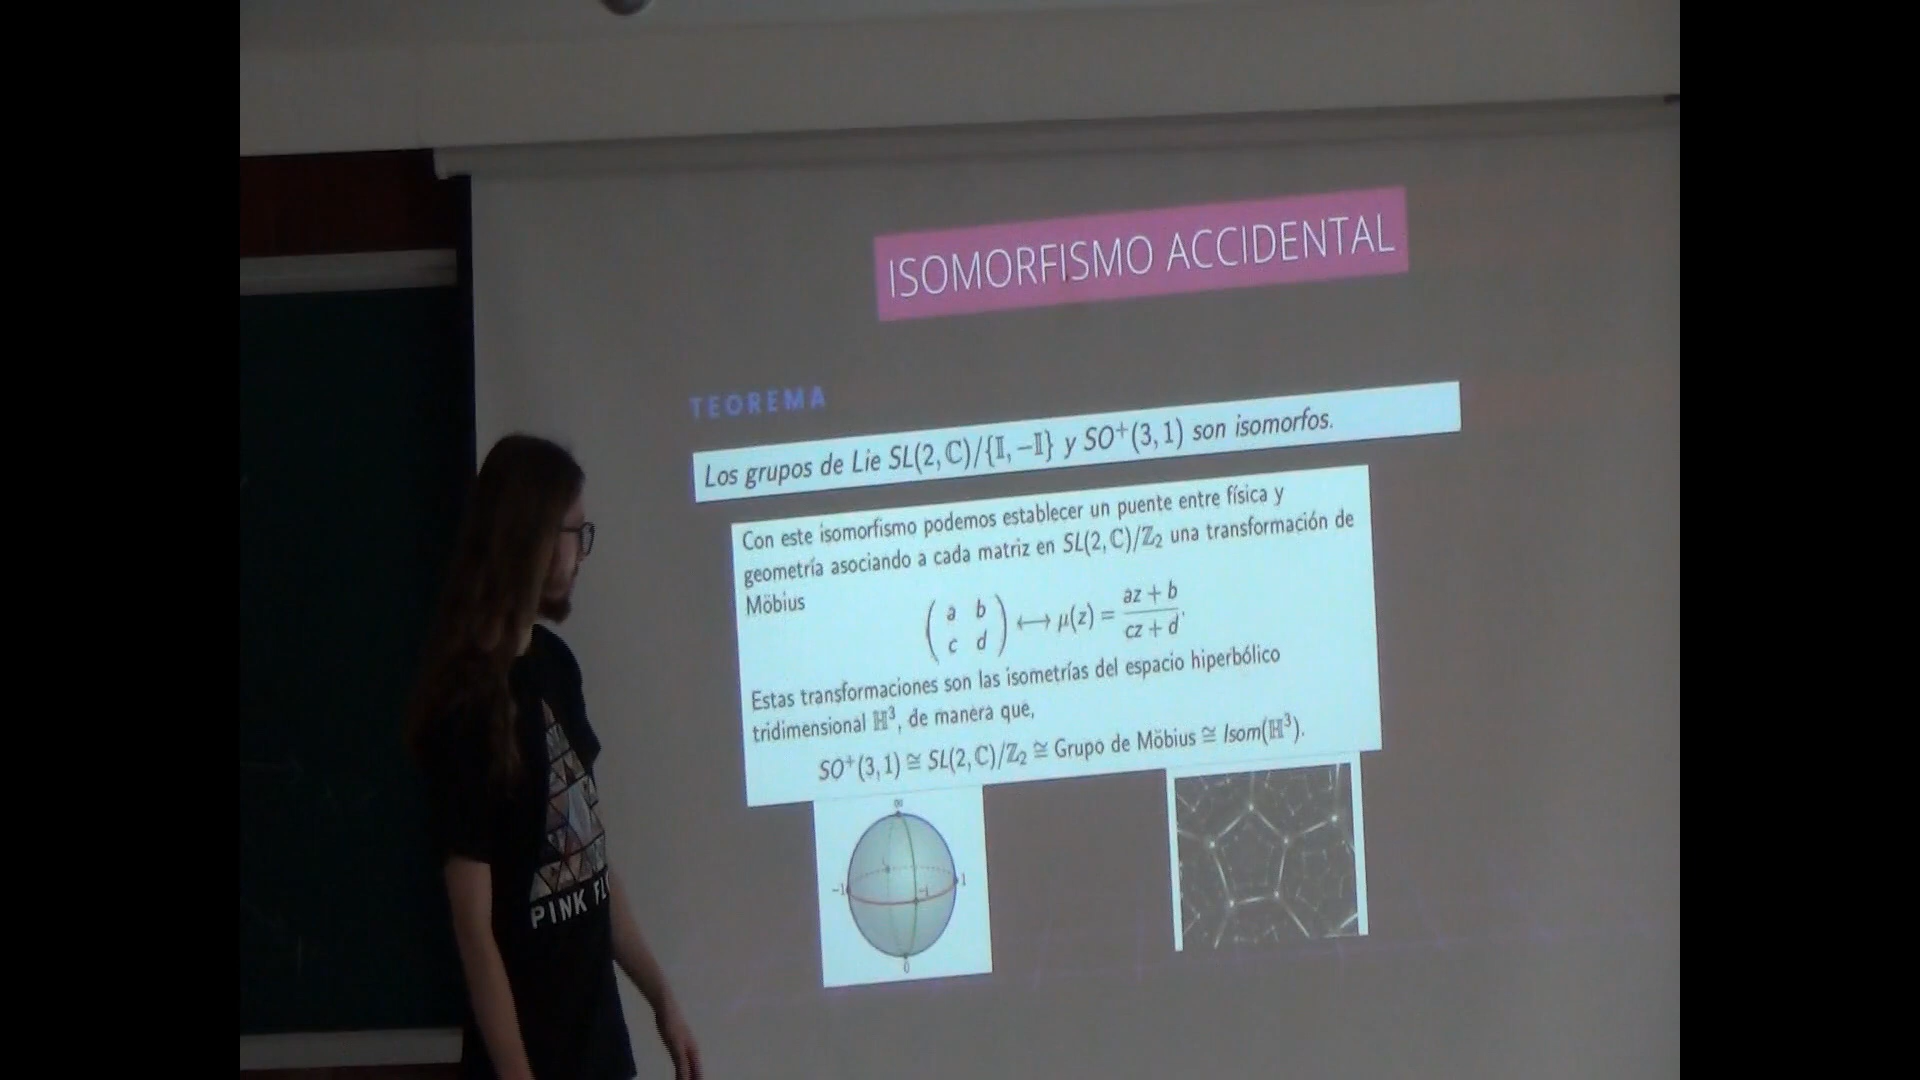 ISOMORFISMO ACCIDENTAL
TEOREMA
Los grupos de Lie SL(2, ℂ)/{𝕀, −𝕀} y SO⁺(3, 1) son isomorfos.
Con este isomorfismo podemos establecer un puente entre física y
geometría asociando a cada matriz en SL(2, ℂ)/ℤ₂ una transformación de
Möbius
( a b
c d ) ⟷ μ(z) = (az + b)/(cz + d).
Estas transformaciones son las isometrías del espacio hiperbólico
tridimensional ℍ³, de manera que,
SO⁺(3, 1) ≅ SL(2, ℂ)/ℤ₂ ≅ Grupo de Möbius ≅ Isom(ℍ³).
∞
i
−1
−i
1
0
PINK FL